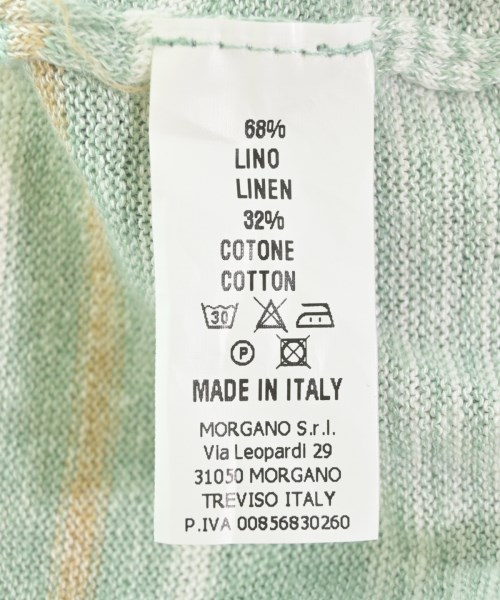 68%
LINO
LINEN
32%
COTONE
COTTON
30
P
MADE IN ITALY
MORGANO S.r.l.
Via Leopardi 29
31050 MORGANO
TREVISO ITALY
P.IVA 00856830260